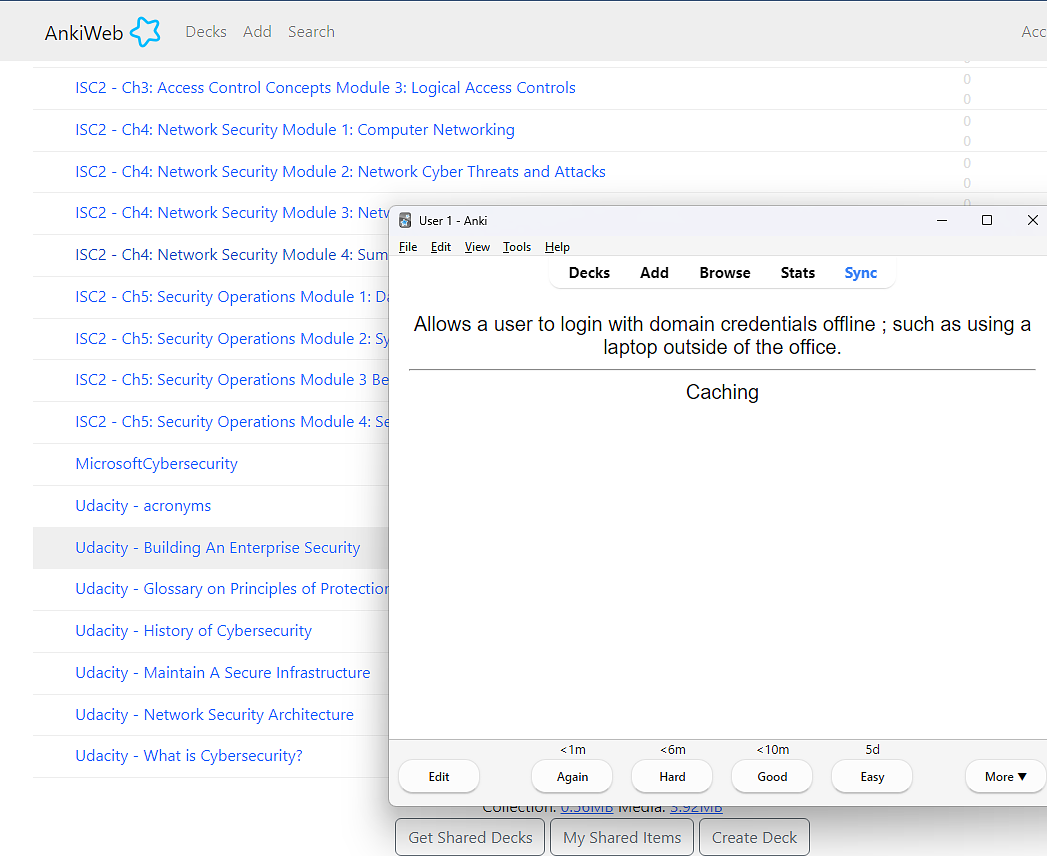 AnkiWeb Decks Add Search Acc
ISC2 - Ch3: Access Control Concepts Module 3: Logical Access Controls
0
0
ISC2 - Ch4: Network Security Module 1: Computer Networking
0
0
ISC2 - Ch4: Network Security Module 2: Network Cyber Threats and Attacks
0
0
ISC2 - Ch4: Network Security Module 3: Netw
ISC2 - Ch4: Network Security Module 4: Sum
ISC2 - Ch5: Security Operations Module 1: Da
ISC2 - Ch5: Security Operations Module 2: Sy
ISC2 - Ch5: Security Operations Module 3 Be
ISC2 - Ch5: Security Operations Module 4: Se
MicrosoftCybersecurity
Udacity - acronyms
Udacity - Building An Enterprise Security
Udacity - Glossary on Principles of Protection
Udacity - History of Cybersecurity
Udacity - Maintain A Secure Infrastructure
Udacity - Network Security Architecture
Udacity - What is Cybersecurity?
User 1 - Anki
File Edit View Tools Help
Decks Add Browse Stats Sync
Allows a user to login with domain credentials offline ; such as using a
laptop outside of the office.
Caching
<1m <6m <10m 5d
Edit Again Hard Good Easy More ▼
Collection: 0.56MB Media: 3.92MB
Get Shared Decks My Shared Items Create Deck